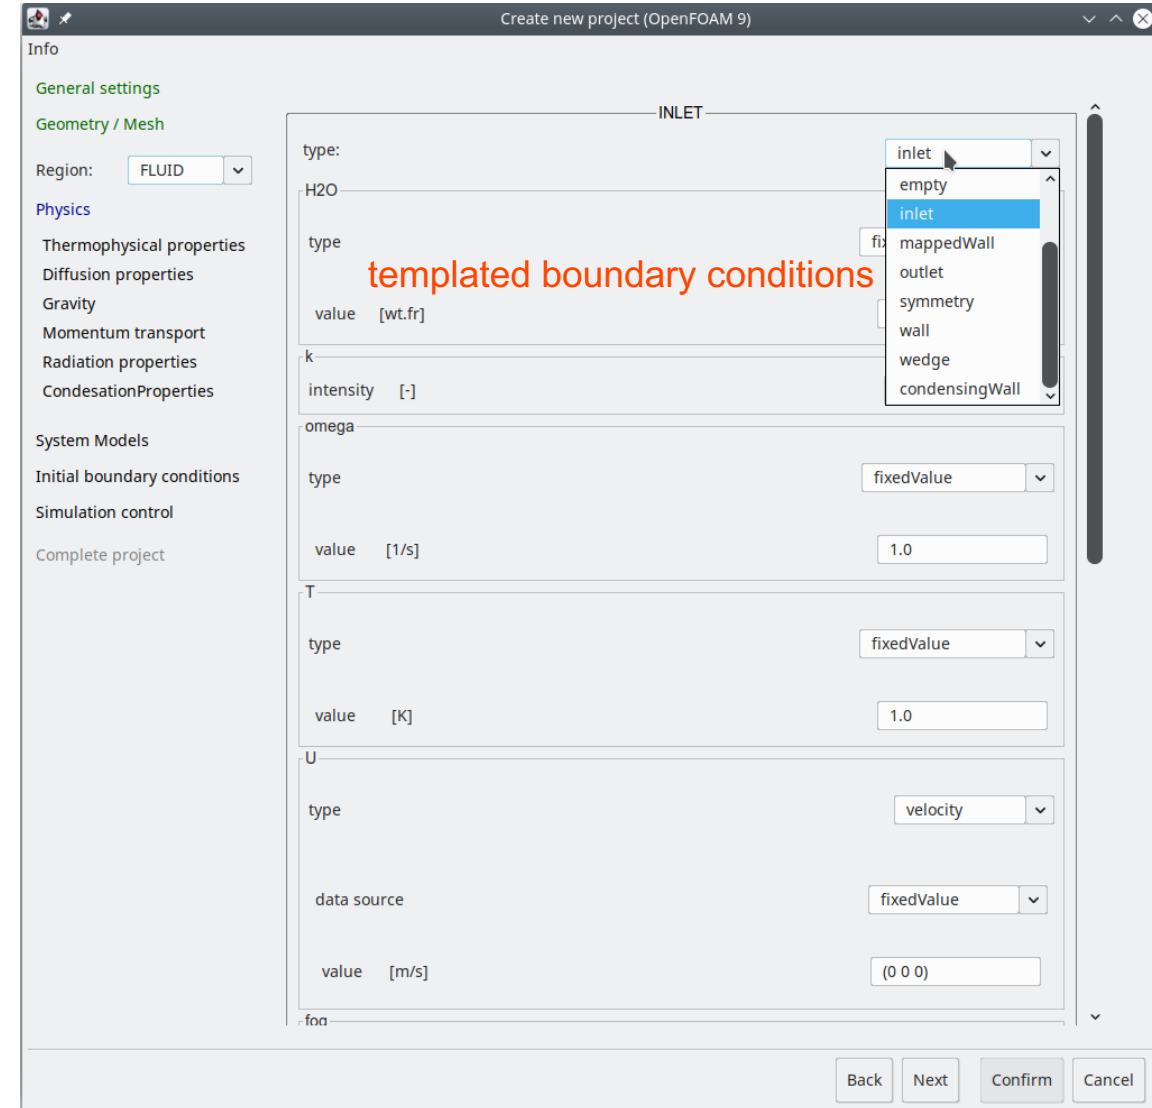 Create new project (OpenFOAM 9)
Info
General settings
Geometry / Mesh
Region: FLUID
Physics
Thermophysical properties
Diffusion properties
Gravity
Momentum transport
Radiation properties
CondesationProperties
System Models
Initial boundary conditions
Simulation control
Complete project
INLET
type: inlet
empty
inlet
mappedWall
outlet
symmetry
wall
wedge
condensingWall
H2O
type
templated boundary conditions
value [wt.fr]
k
intensity [-]
omega
type fixedValue
value [1/s] 1.0
T
type fixedValue
value [K] 1.0
U
type velocity
data source fixedValue
value [m/s] (0 0 0)
fog
Back Next Confirm Cancel